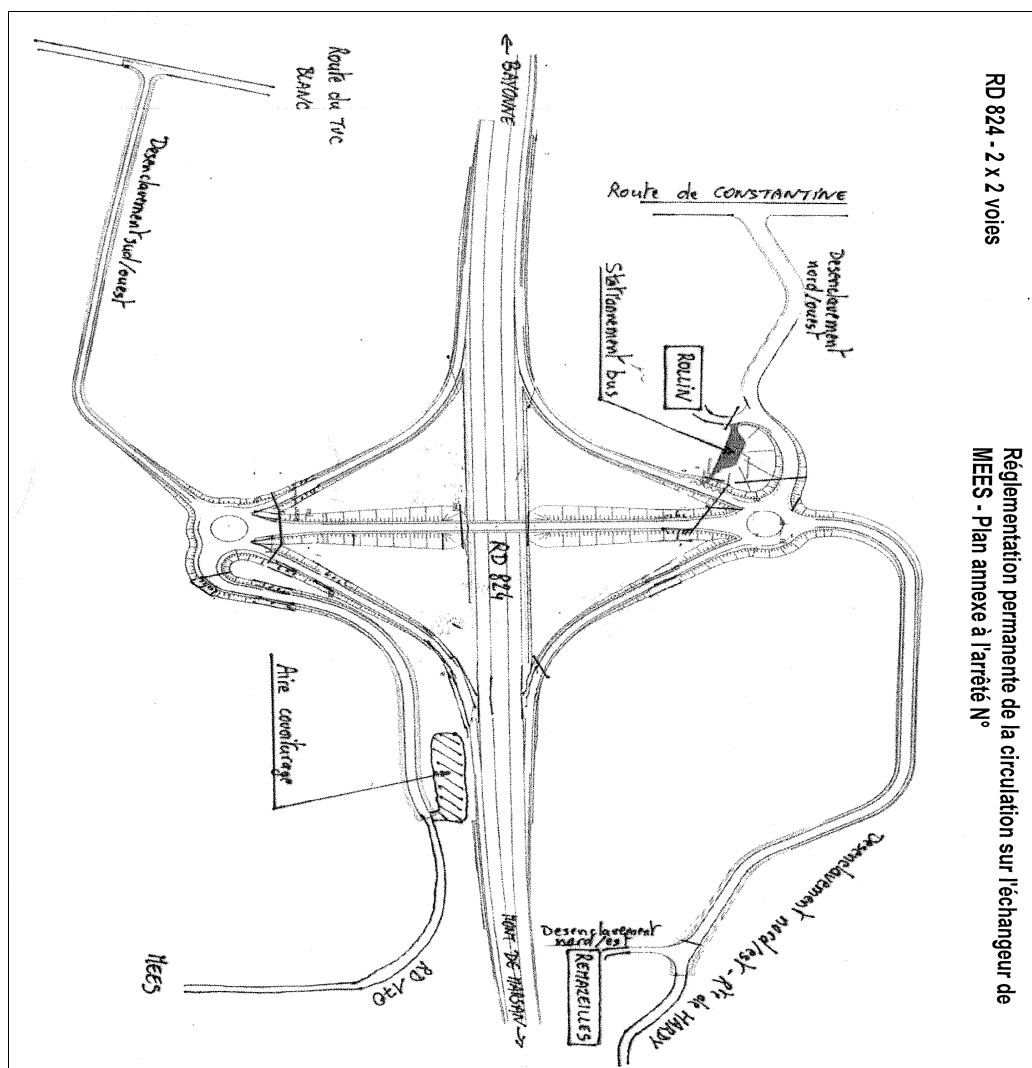 RD 824 - 2 x 2 voies
Réglementation permanente de la circulation sur l'échangeur de
MEES - Plan annexe à l'arrêté N°
← BAYONNE
Route du TUC
BLANC
Desenclavement sud/ouest
Route de CONSTANTINE
Desenclavement
nord/ouest
Stationnement bus
ROLLIN
RD 824
Aire covoiturage
Desenclavement nord/est - Rte de HARDY
Desenclavement
nord/est
REMAZEILLES
MONT DE MARSAN →
RD 170
MEES